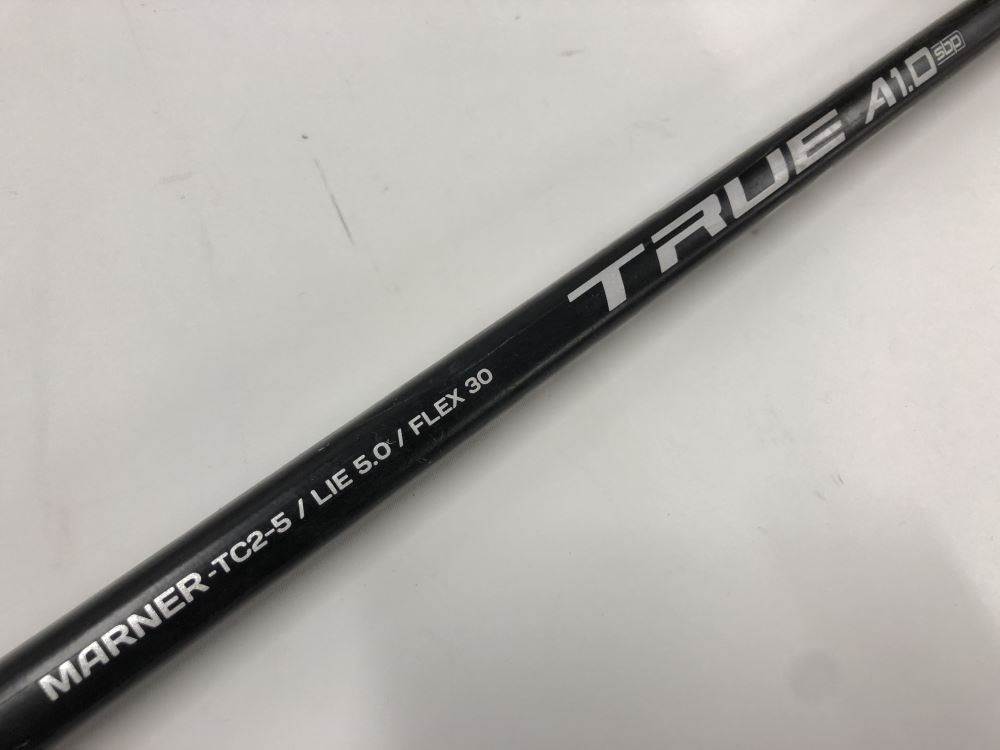 MARNER-TC2-5 / LIE 5.0 / FLEX 30
TRUE A1.0 sbp